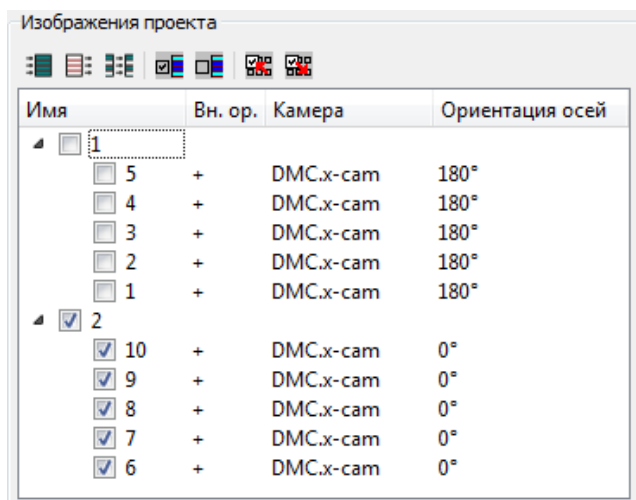 Изображения проекта
Имя Вн. ор. Камера Ориентация осей
1
5 + DMC.x-cam 180°
4 + DMC.x-cam 180°
3 + DMC.x-cam 180°
2 + DMC.x-cam 180°
1 + DMC.x-cam 180°
2
10 + DMC.x-cam 0°
9 + DMC.x-cam 0°
8 + DMC.x-cam 0°
7 + DMC.x-cam 0°
6 + DMC.x-cam 0°